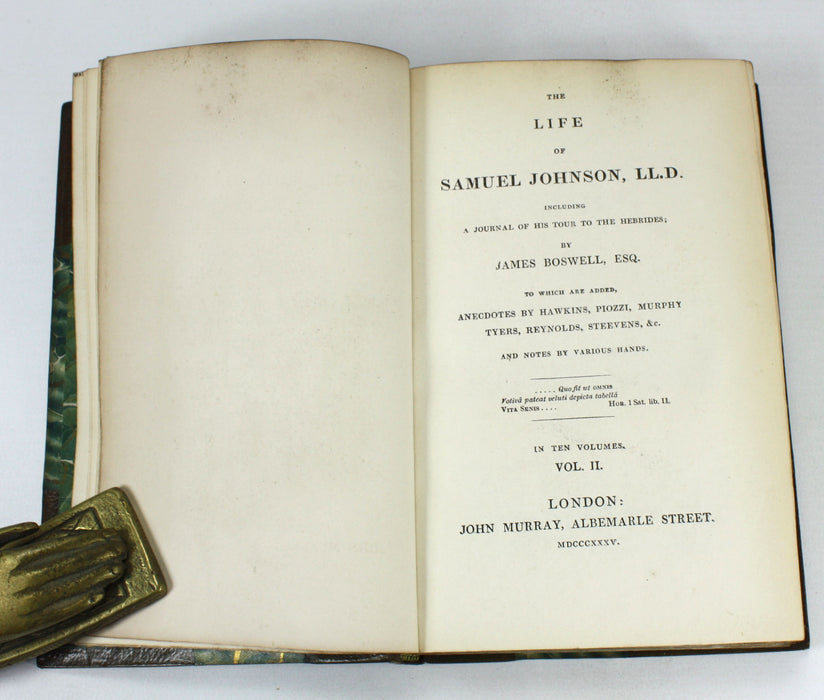 THE
LIFE
OF
SAMUEL JOHNSON, LL.D.
INCLUDING
A JOURNAL OF HIS TOUR TO THE HEBRIDES;
BY
JAMES BOSWELL, ESQ.
TO WHICH ARE ADDED,
ANECDOTES BY HAWKINS, PIOZZI, MURPHY
TYERS, REYNOLDS, STEEVENS, &c.
AND NOTES BY VARIOUS HANDS.
. . . . . Quo fit ut OMNIS
Votivâ pateat veluti depicta tabellâ
VITA SENIS . . . . HOR. 1 Sat. lib. II.
IN TEN VOLUMES.
VOL. II.
LONDON:
JOHN MURRAY, ALBEMARLE STREET.
MDCCCXXXV.